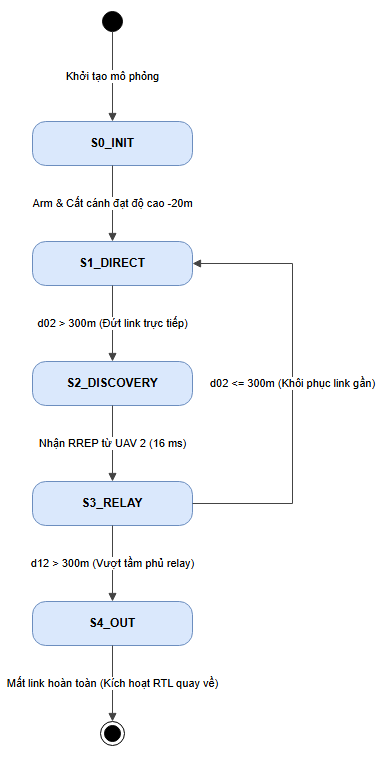 Khởi tạo mô phỏng
S0_INIT
Arm & Cất cánh đạt độ cao -20m
S1_DIRECT
d02 > 300m (Đứt link trực tiếp)
S2_DISCOVERY
d02 <= 300m (Khôi phục link gần)
Nhận RREP từ UAV 2 (16 ms)
S3_RELAY
d12 > 300m (Vượt tầm phủ relay)
S4_OUT
Mất link hoàn toàn (Kích hoạt RTL quay về)